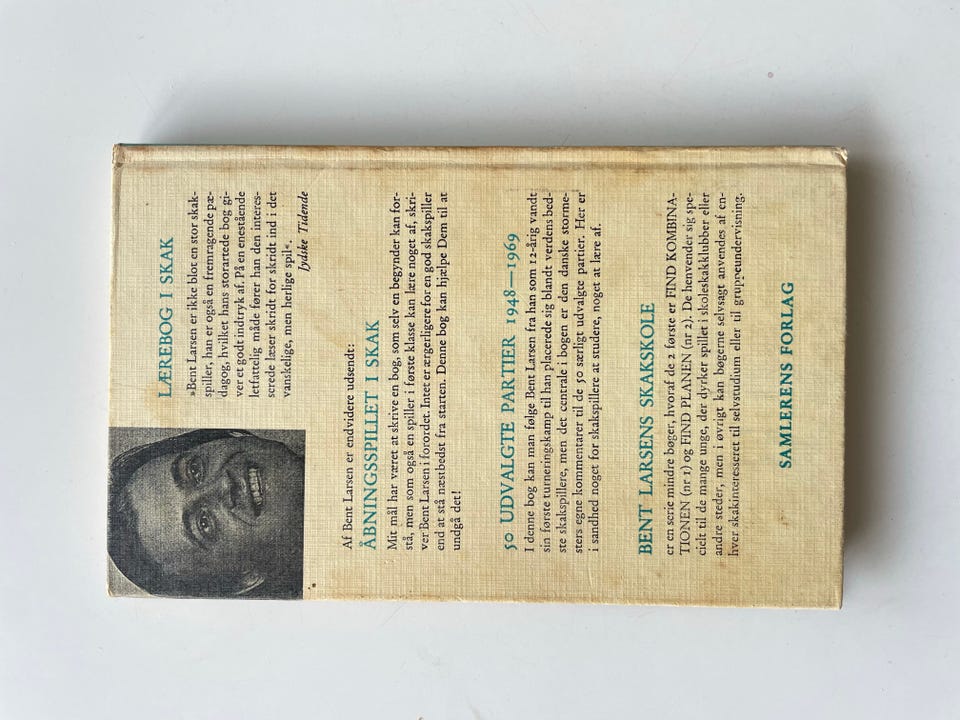 LÆREBOG I SKAK
»Bent Larsen er ikke blot en stor skak-
spiller, han er også en fremragende pæ-
dagog, hvilket hans storartede bog gi-
ver et godt indtryk af. På en enestående
letfattelig måde fører han den interes-
serede læser skridt for skridt ind i det
vanskelige, men herlige spil«.
Jydske Tidende
Af Bent Larsen er endvidere udsendt:
ÅBNINGSSPILLET I SKAK
Mit mål har været at skrive en bog, som selv en begynder kan for-
stå, men som også en spiller i første klasse kan lære noget af, skri-
ver Bent Larsen i forordet. Intet er ærgerligere for en god skakspiller
end at stå næstbedst fra starten. Denne bog kan hjælpe Dem til at
undgå det!
50 UDVALGTE PARTIER 1948—1969
I denne bog kan man følge Bent Larsen fra han som 12-årig vandt
sin første turneringskamp til han placerede sig blandt verdens bed-
ste skakspillere, men det centrale i bogen er den danske storme-
sters egne kommentarer til de 50 særligt udvalgte partier. Her er
i sandhed noget for skakspillere at studere, noget at lære af.
BENT LARSENS SKAKSKOLE
er en serie mindre bøger, hvoraf de 2 første er FIND KOMBINA-
TIONEN (nr 1) og FIND PLANEN (nr 2). De henvender sig spe-
cielt til de mange unge, der dyrker spillet i skoleskakklubber eller
andre steder, men i øvrigt kan bøgerne selvsagt anvendes af en-
hver skakinteresseret til selvstudium eller til gruppeundervisning.
SAMLERENS FORLAG